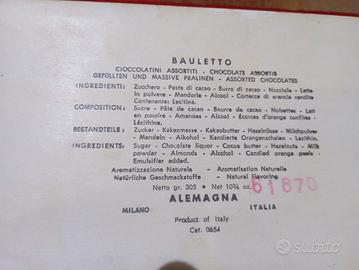 BAULETTO
CIOCCOLATINI ASSORTITI - CHOCOLATS ASSORTIS
GEFÜLLTEN UND MASSIVE PRALINEN - ASSORTED CHOCOLATES
INGREDIENTI: Zucchero - Pasta di cacao - Burro di cacao - Nocciole - Latte
in polvere - Mandorle - Alcool - Cortecce di arancio candite
Contenente: Lecitina.
COMPOSITION: Sucre - Pâte de cacao - Beurre de cacao - Noisettes - Lait
en poudre - Amandes - Alcool - Ecorces d'orange confites -
Lécithine.
BESTANDTEILE: Zucker - Kakaomasse - Kakaobutter - Haselnüsse - Milchpulver
- Mandeln - Alkohol - Kandierte Orangenscheien - Lecithin.
INGREDIENTS: Sugar - Chocolate liquor - Cocoa butter - Hazelnuts - Milk
powder - Almonds - Alcohol - Candied orange peels -
Emulsifier added.
Aromatizzazione Naturale - Aromatisation Naturelle
Natürliche Geschmackstoffe - Natural flavoring
Netto gr. 305 • Net 10¾ oz.
61870
ALEMAGNA
MILANO - ITALIA
Product of Italy
Cat. 0654
Subito